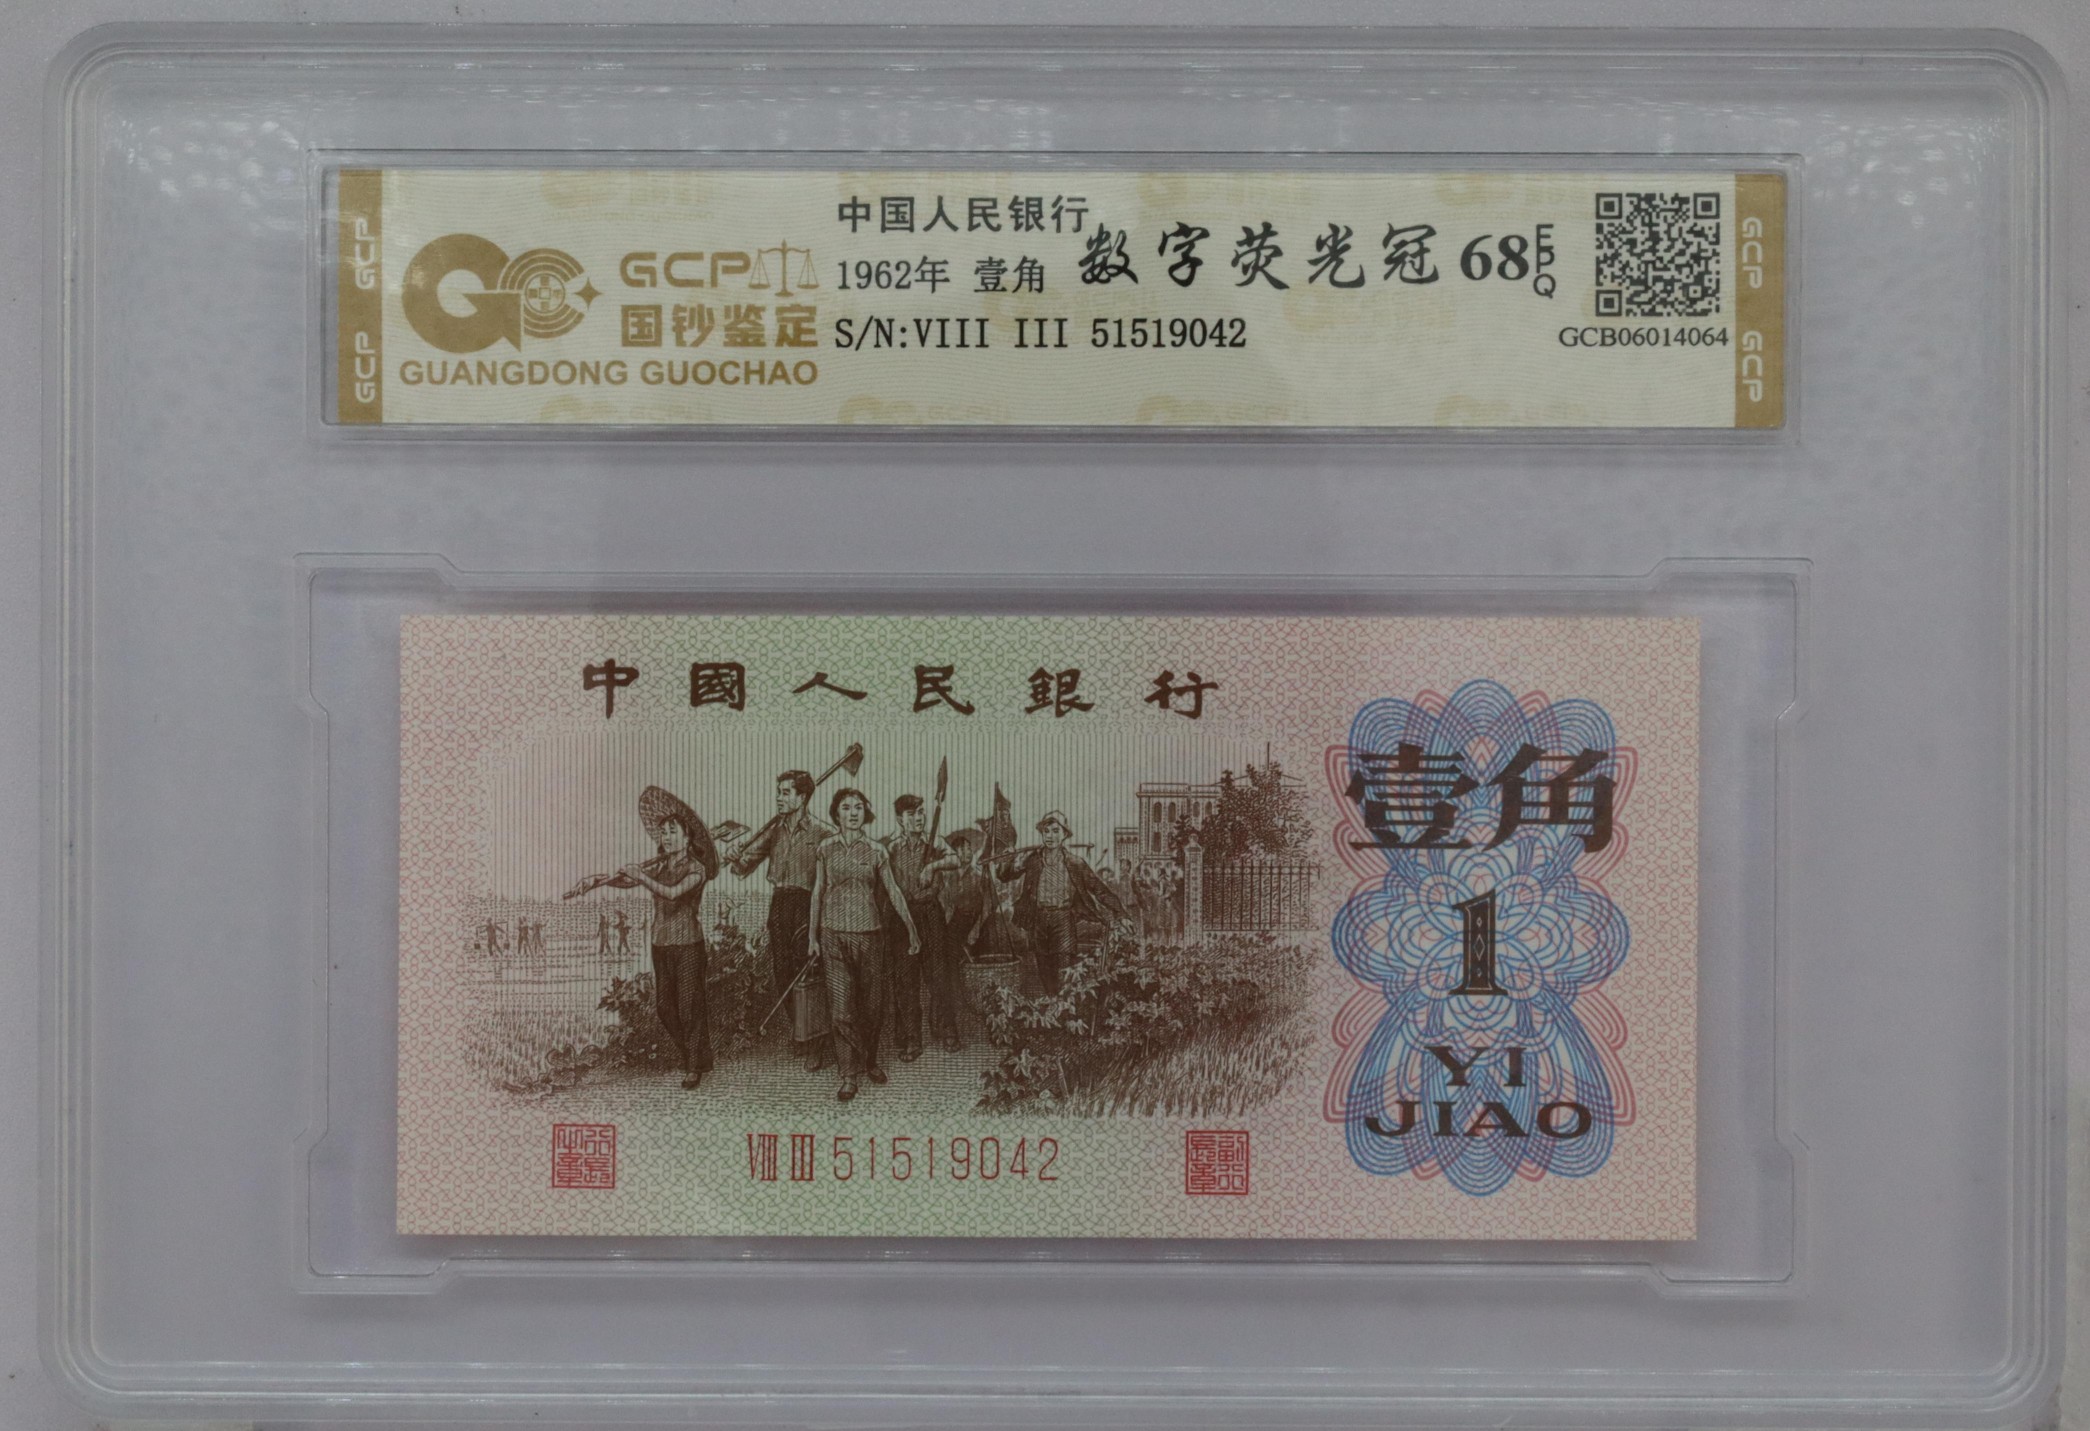 GCP GCP
GCP
国钞鉴定
GUANGDONG GUOCHAO
中国人民银行
1962年 壹角
S/N:VIII III 51519042
数字荧光冠 68 EPQ
GCB06014064
GCP GCP
中國人民銀行
壹角
1
YI
JIAO
VIII III 51519042